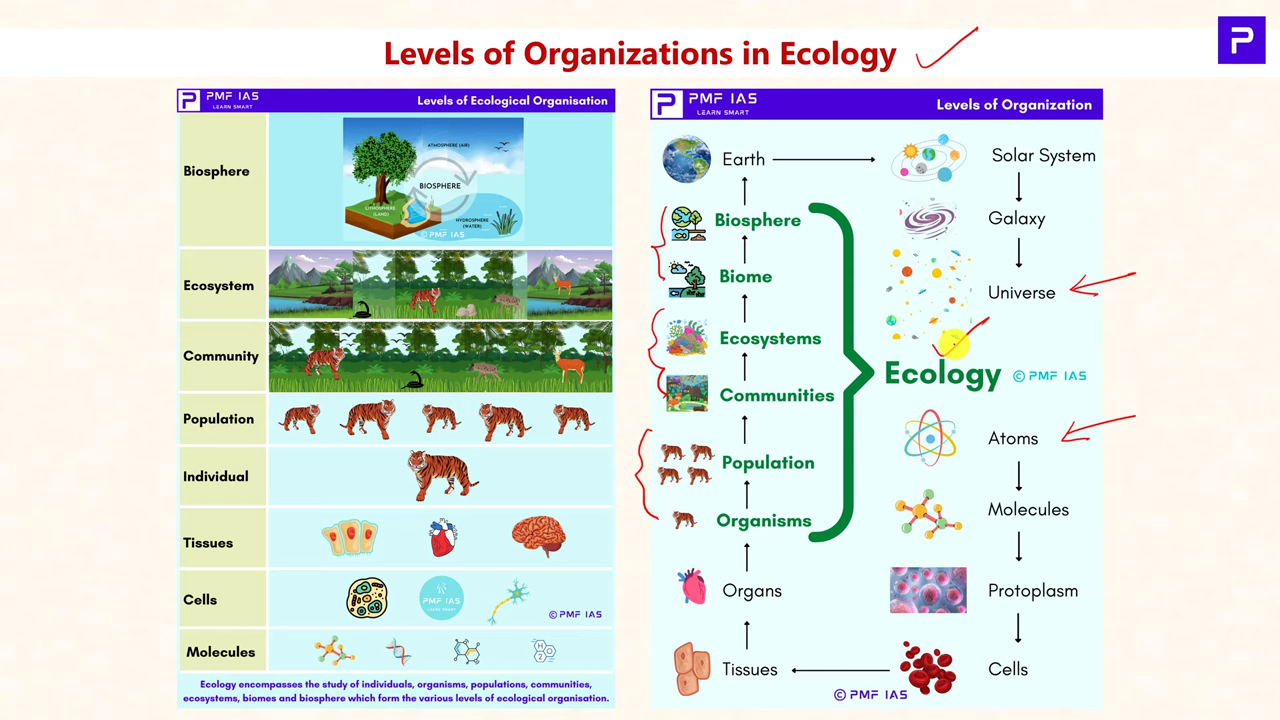 Levels of Organizations in Ecology
P
P PMF IAS
LEARN SMART
Levels of Ecological Organisation
Biosphere
ATMOSPHERE (AIR)
BIOSPHERE
LITHOSPHERE
(LAND)
HYDROSPHERE
(WATER)
© PMF IAS
Ecosystem
Community
Population
Individual
Tissues
Cells
PMF IAS
LEARN SMART
© PMF IAS
Molecules
H2O
Ecology encompasses the study of individuals, organisms, populations, communities,
ecosystems, biomes and biosphere which form the various levels of ecological organisation.
P PMF IAS
LEARN SMART
Levels of Organization
Earth
Solar System
Biosphere
Galaxy
Biome
Universe
Ecosystems
Ecology © PMF IAS
Communities
Atoms
Population
Molecules
Organisms
Organs
Protoplasm
Tissues
Cells
© PMF IAS